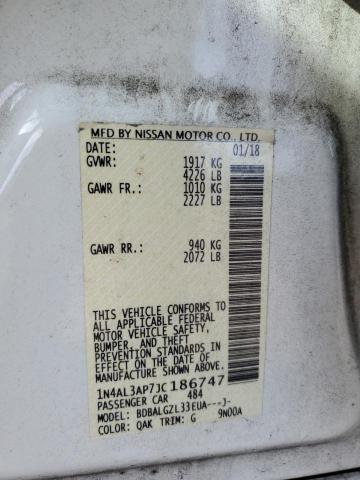 MFD BY NISSAN MOTOR CO., LTD.
DATE: 01/18
GVWR: 1917 KG
4226 LB
GAWR FR.: 1010 KG
2227 LB
GAWR RR.: 940 KG
2072 LB
THIS VEHICLE CONFORMS TO
ALL APPLICABLE FEDERAL
MOTOR VEHICLE SAFETY,
BUMPER, AND THEFT
PREVENTION STANDARDS
IN EFFECT ON THE DATE OF
MANUFACTURE SHOWN ABOVE.
1N4AL3AP7JC186747
PASSENGER CAR 484
MODEL: BDBALGZL33EUA---J-
COLOR: QAK TRIM: G 9N00A